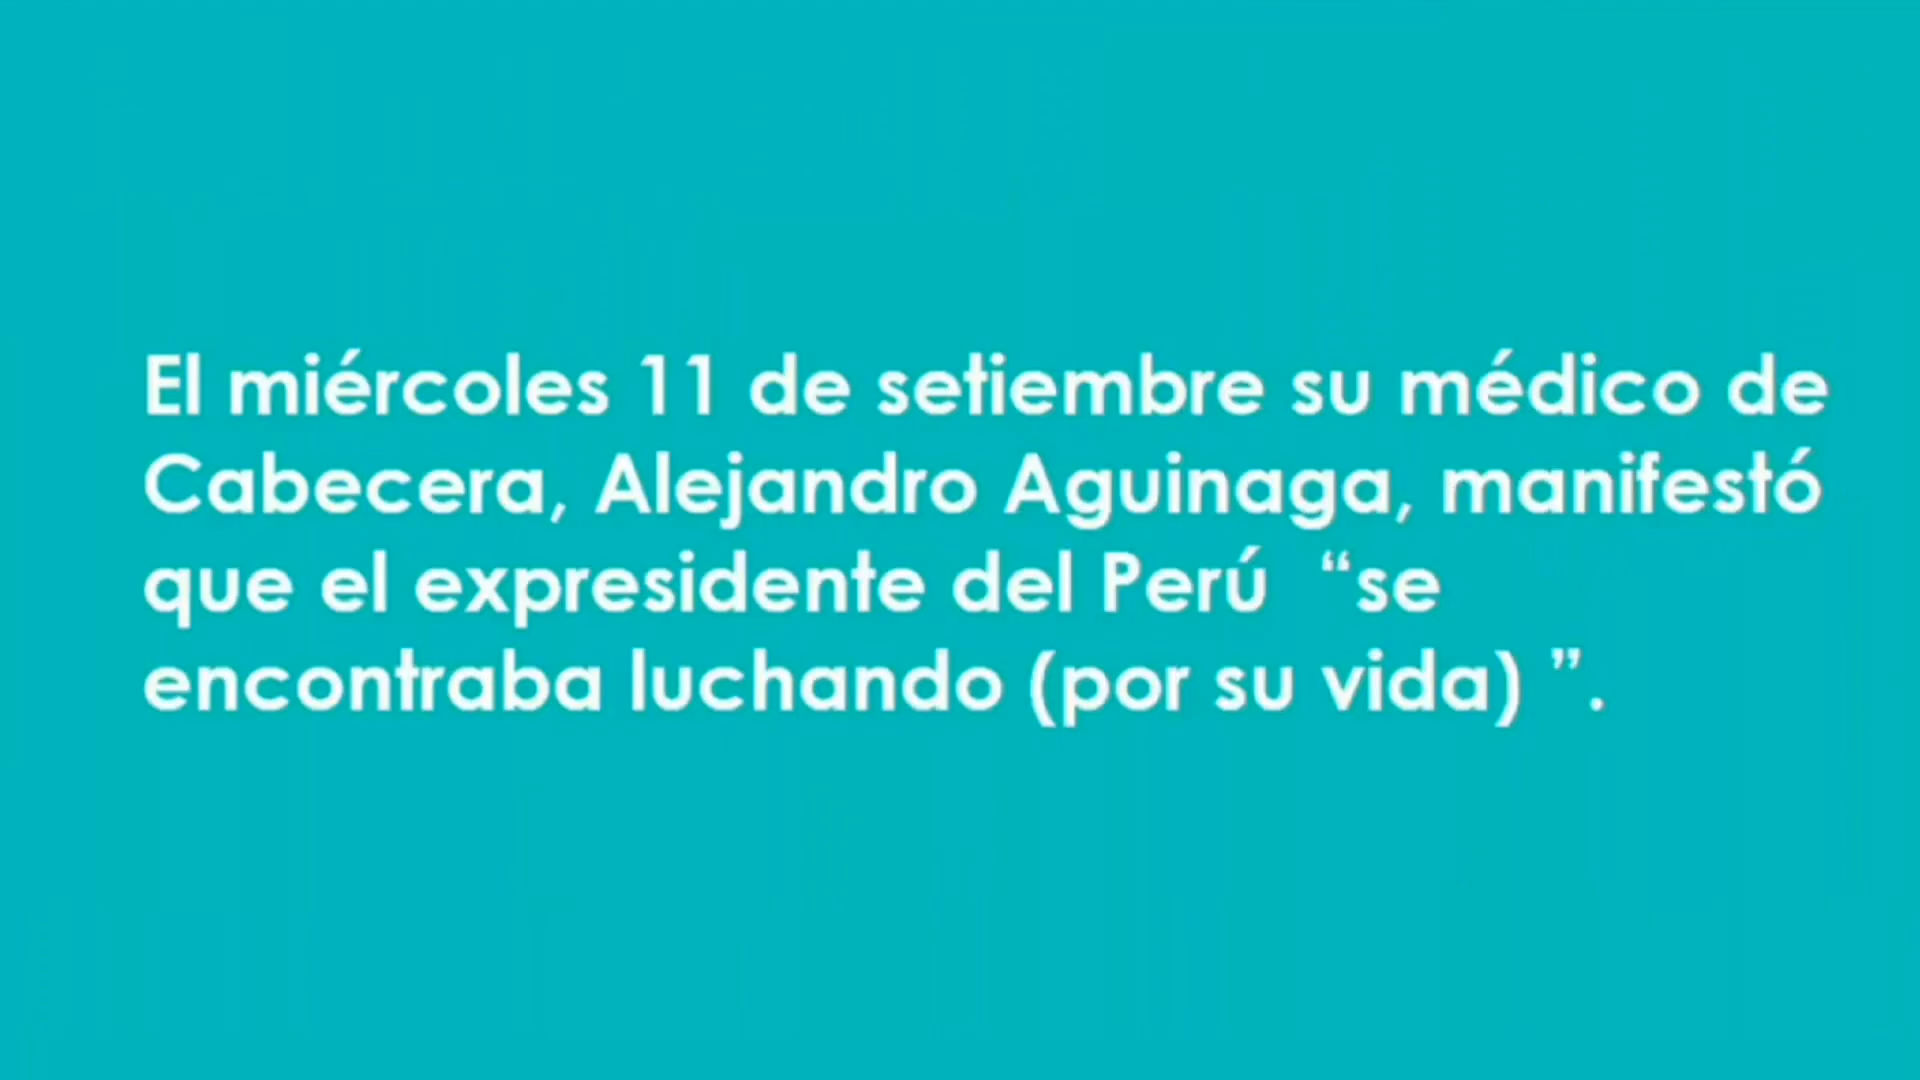 El miércoles 11 de setiembre su médico de
Cabecera, Alejandro Aguinaga, manifestó
que el expresidente del Perú  “se
encontraba luchando (por su vida) ”.